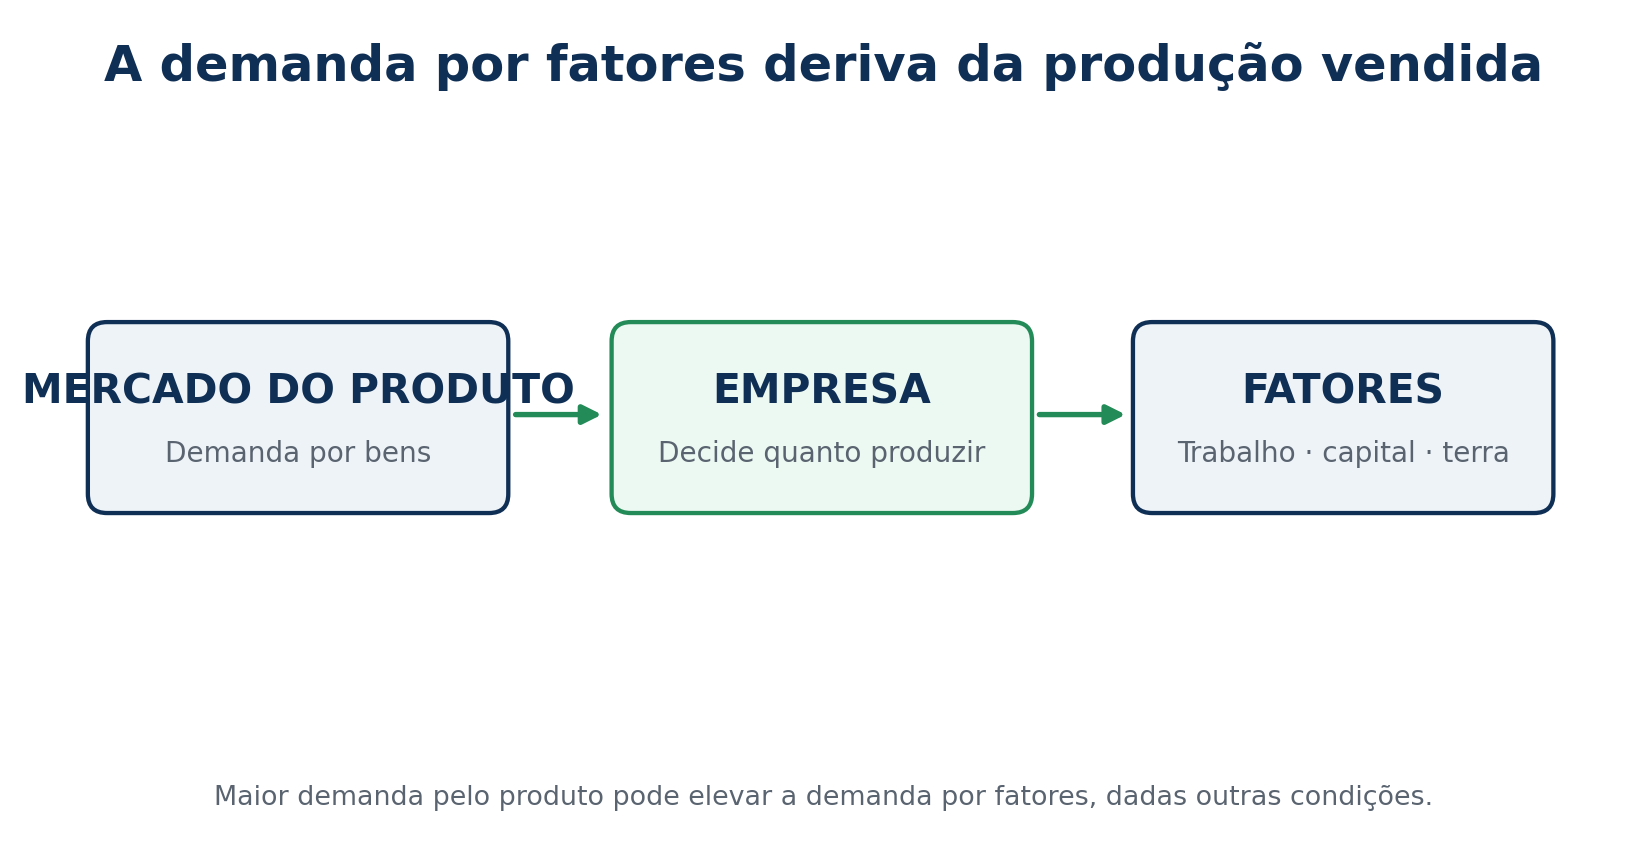 A demanda por fatores deriva da produção vendida
MERCADO DO PRODUTO
Demanda por bens
EMPRESA
Decide quanto produzir
FATORES
Trabalho · capital · terra
Maior demanda pelo produto pode elevar a demanda por fatores, dadas outras condições.